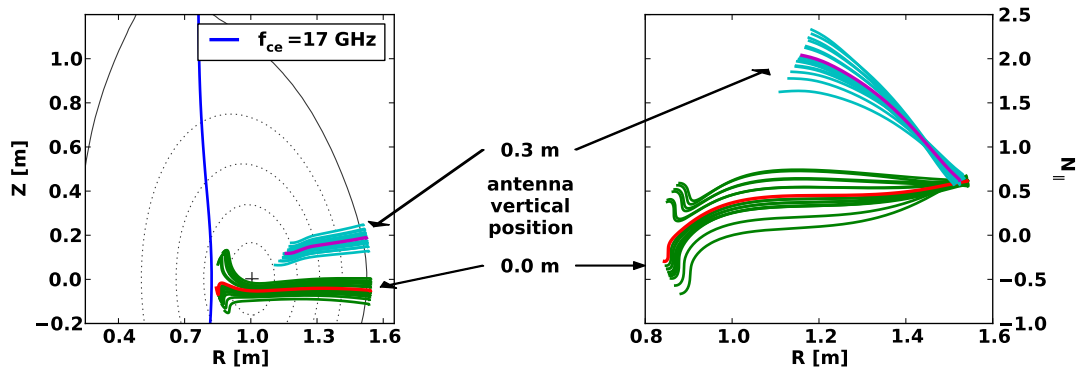 f_ce =17 GHz
1.0
0.8
0.6
0.4
0.2
0.0
−0.2
Z [m]
0.4
0.7
1.0
1.3
1.6
R [m]
0.3 m
antenna
vertical
position
0.0 m
2.5
2.0
1.5
1.0
0.5
0.0
−0.5
−1.0
N_∥
0.8
1.0
1.2
1.4
1.6
R [m]